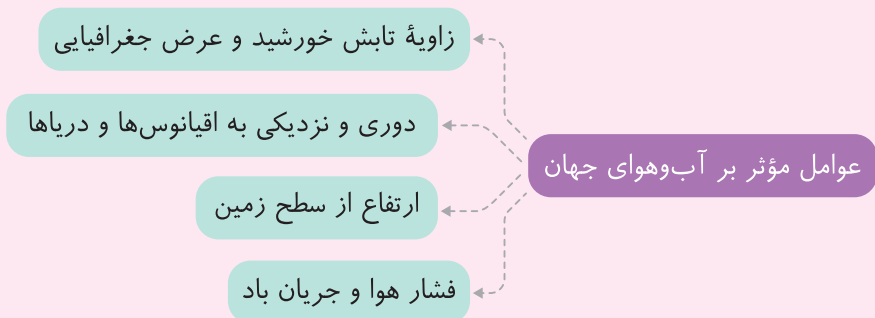 عوامل مؤثر بر آب‌وهوای جهان
زاویهٔ تابش خورشید و عرض جغرافیایی
دوری و نزدیکی به اقیانوس‌ها و دریاها
ارتفاع از سطح زمین
فشار هوا و جریان باد